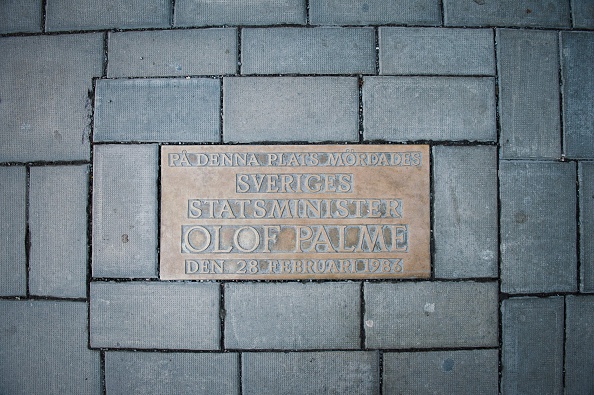 PÅ DENNA PLATS MÖRDADES
SVERIGES
STATSMINISTER
OLOF PALME
DEN 28 FEBRUARI 1986